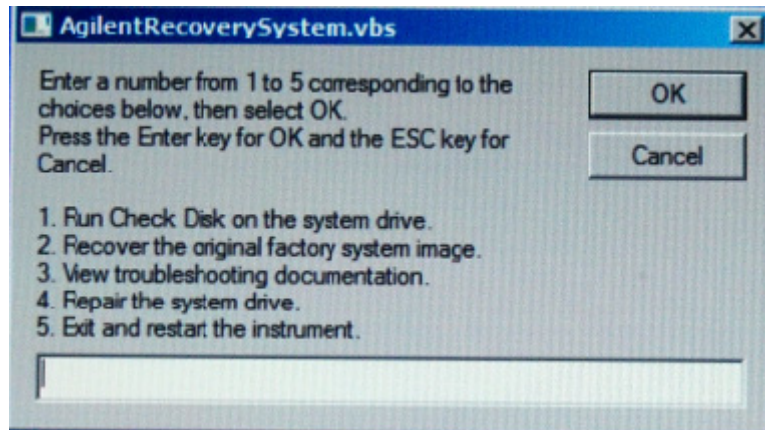 AgilentRecoverySystem.vbs
Enter a number from 1 to 5 corresponding to the
choices below, then select OK.
Press the Enter key for OK and the ESC key for
Cancel.
OK
Cancel
1. Run Check Disk on the system drive.
2. Recover the original factory system image.
3. View troubleshooting documentation.
4. Repair the system drive.
5. Exit and restart the instrument.